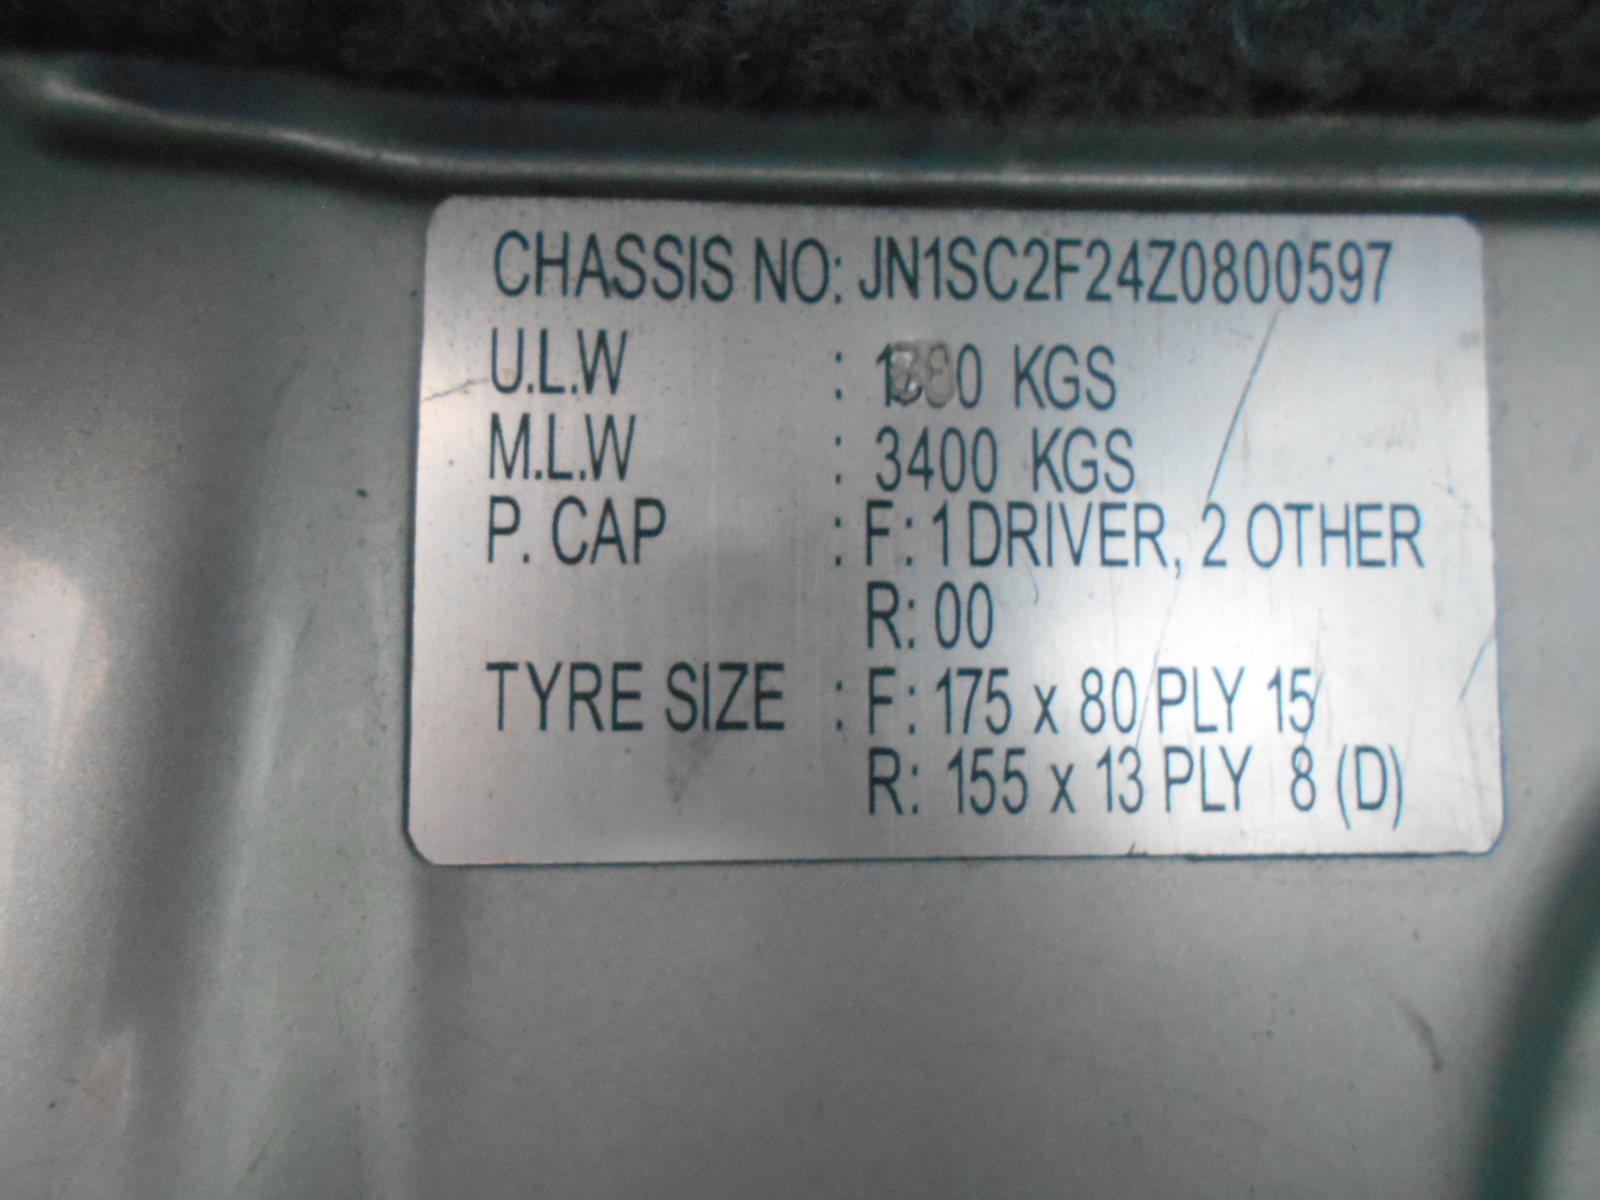 CHASSIS NO: JN1SC2F24Z0800597
U.L.W : KGS
M.L.W : 3400 KGS
P. CAP : F: 1 DRIVER, 2 OTHER
R: 00
TYRE SIZE : F: 175 x 80 PLY 15
R: 155 x 13 PLY 8 (D)